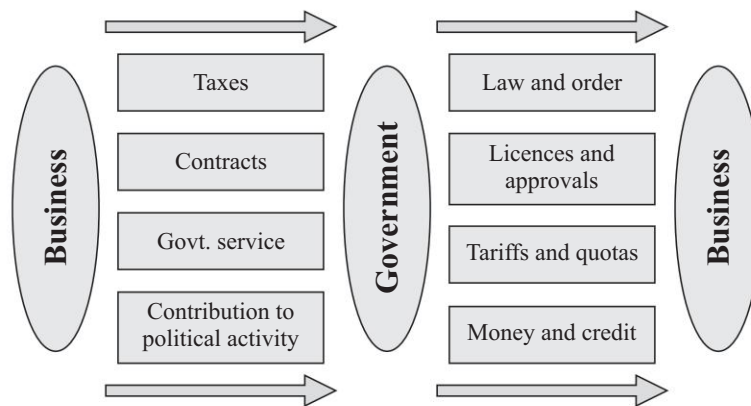 Business
Taxes
Contracts
Govt. service
Contribution to
political activity
Government
Law and order
Licences and
approvals
Tariffs and quotas
Money and credit
Business